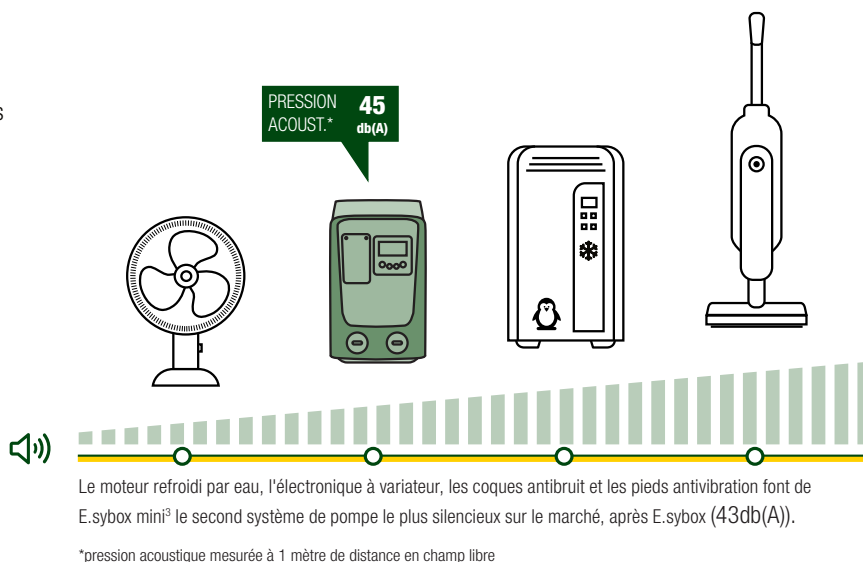 S
PRESSION 45
ACOUST.* db(A)
Le moteur refroidi par eau, l'électronique à variateur, les coques antibruit et les pieds antivibration font de
E.sybox mini³ le second système de pompe le plus silencieux sur le marché, après E.sybox (43db(A)).
*pression acoustique mesurée à 1 mètre de distance en champ libre